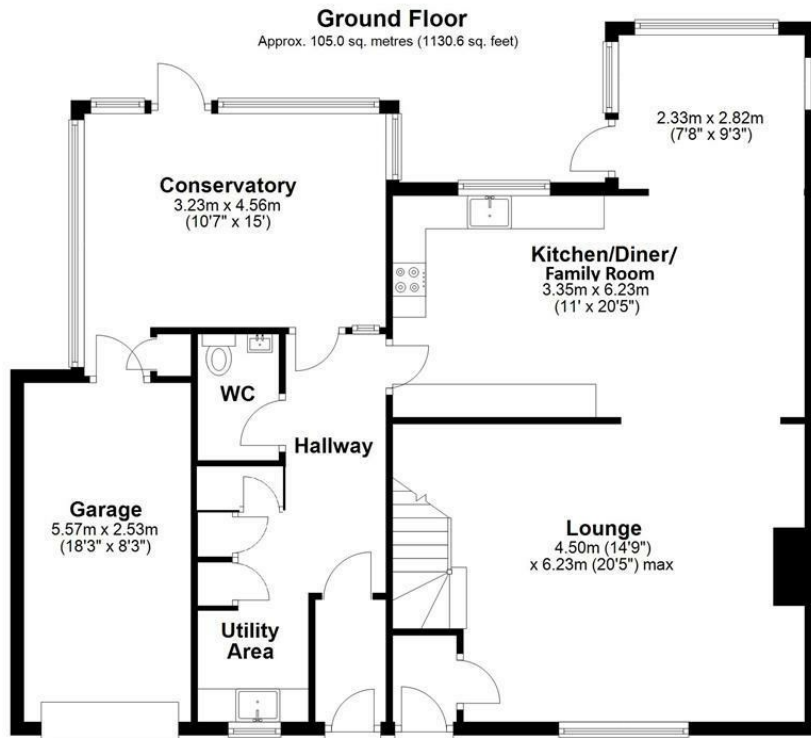 Ground Floor
Approx. 105.0 sq. metres (1130.6 sq. feet)
2.33m x 2.82m
(7'8" x 9'3")
Conservatory
3.23m x 4.56m
(10'7" x 15')
Kitchen/Diner/
Family Room
3.35m x 6.23m
(11' x 20'5")
WC
Hallway
Garage
5.57m x 2.53m
(18'3" x 8'3")
Lounge
4.50m (14'9")
x 6.23m (20'5") max
Utility
Area